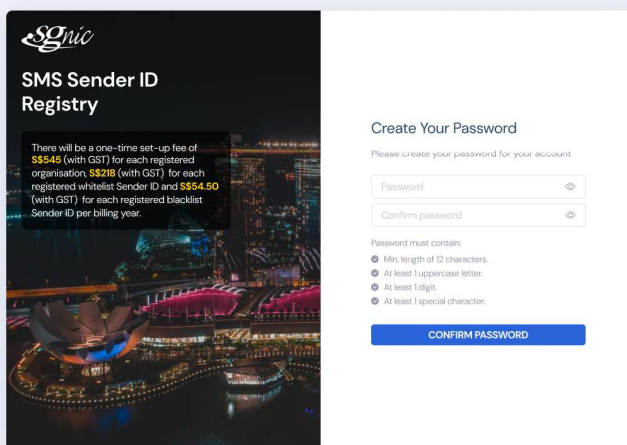 sgnic
SMS Sender ID
Registry
There will be a one-time set-up fee of
S$545 (with GST) for each registered
organisation, S$218 (with GST) for each
registered whitelist Sender ID and S$54.50
(with GST) for each registered blacklist
Sender ID per billing year.
Create Your Password
Please create your password for your account
Password
Confirm password
Password must contain:
Min. length of 12 characters.
At least 1 uppercase letter.
At least 1 digit.
At least 1 special character.
CONFIRM PASSWORD